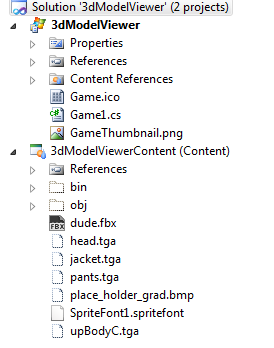 Solution '3dModelViewer' (2 projects)
3dModelViewer
Properties
References
Content References
Game.ico
Game1.cs
GameThumbnail.png
3dModelViewerContent (Content)
References
bin
obj
FBX dude.fbx
head.tga
jacket.tga
pants.tga
place_holder_grad.bmp
SpriteFont1.spritefont
upBodyC.tga